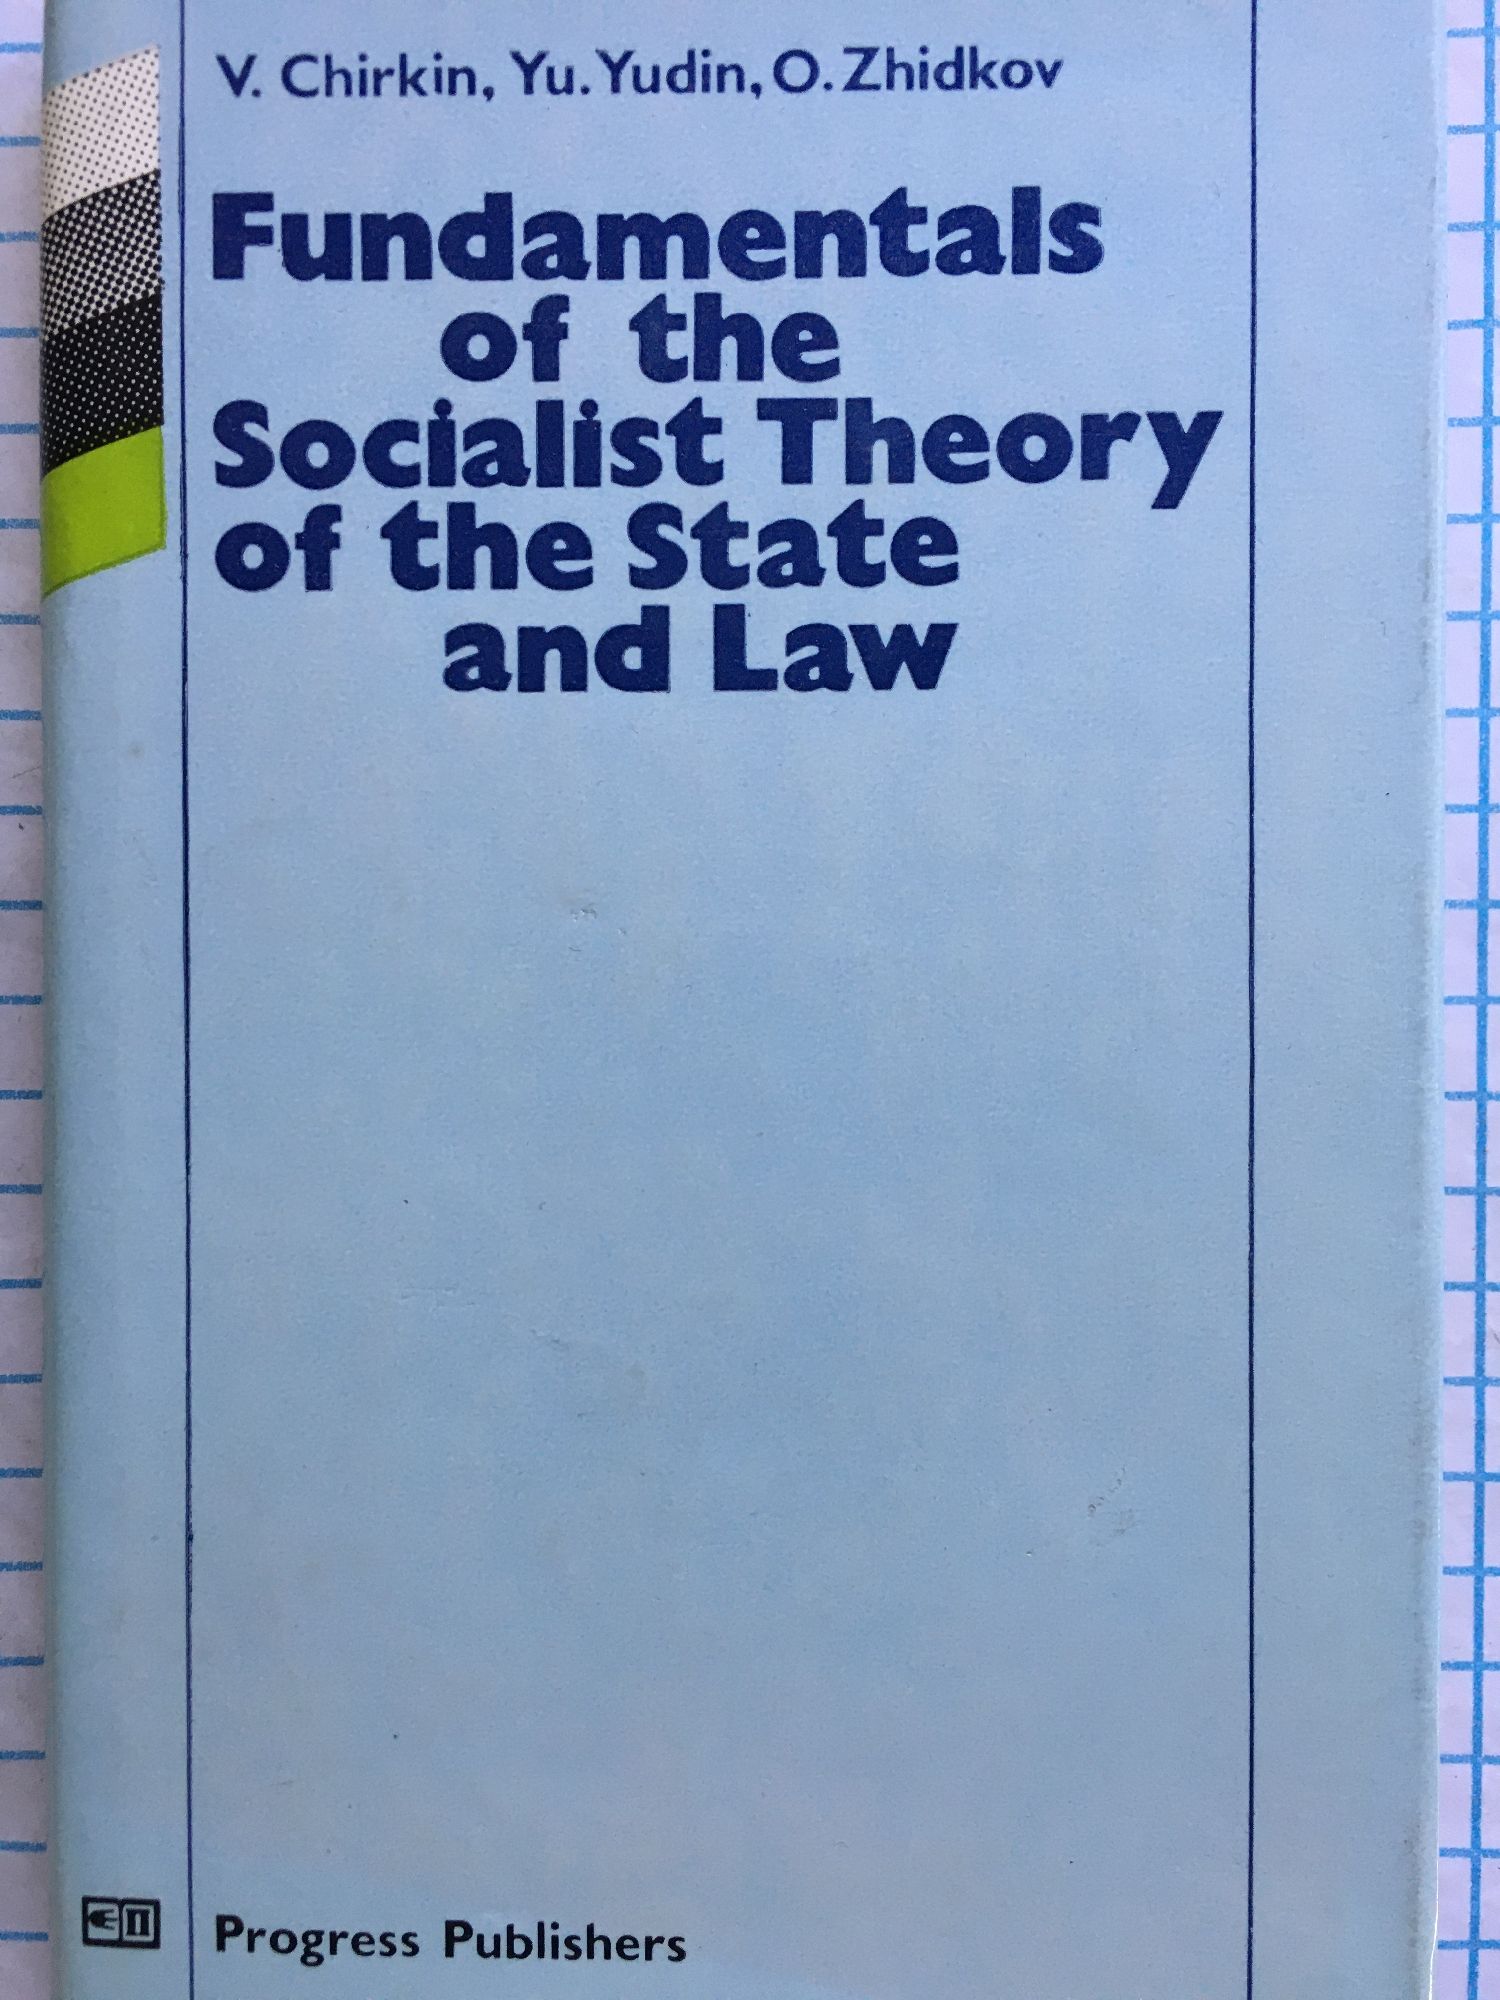 V. Chirkin, Yu. Yudin, O. Zhidkov
Fundamentals
of the
Socialist Theory
of the State
and Law
П
Progress Publishers